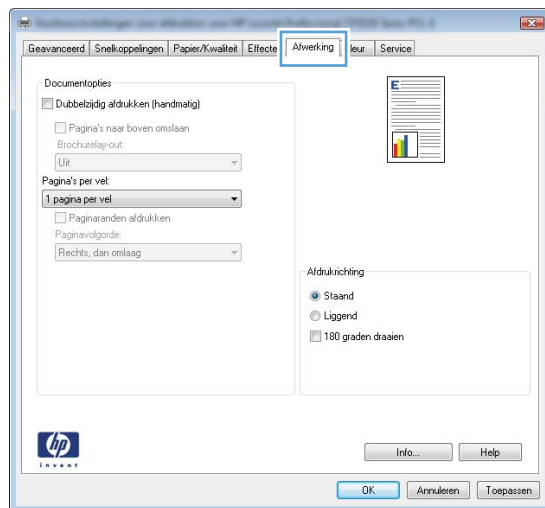 Geavanceerd Snelkoppelingen Papier/Kwaliteit Effecte Afwerking leur Service
Documentopties
Dubbelzijdig afdrukken (handmatig)
Pagina's naar boven omslaan
Brochurelay-out:
Uit
Pagina's per vel:
1 pagina per vel
Paginaranden afdrukken
Paginavolgorde:
Rechts, dan omlaag
E
Afdrukrichting
Staand
Liggend
180 graden draaien
hp
invent
Info... Help
OK Annuleren Toepassen